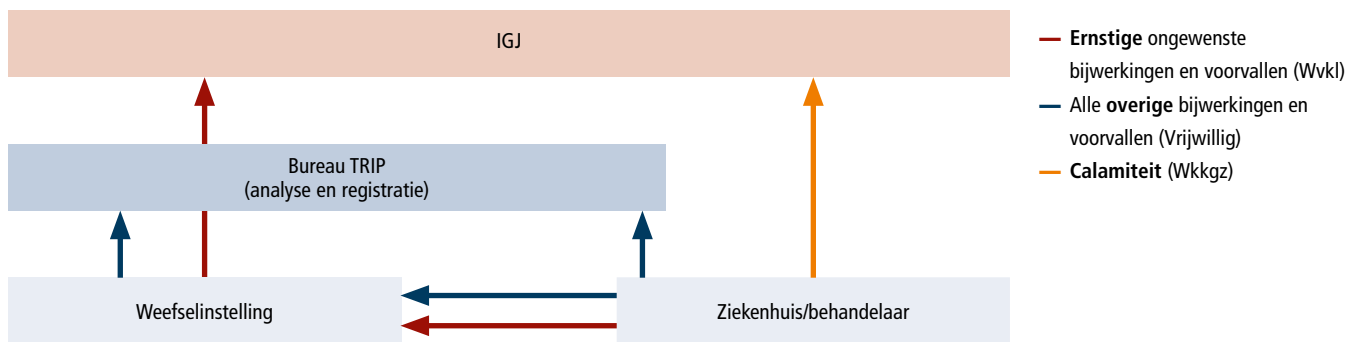 IGJ
Bureau TRIP
(analyse en registratie)
Weefselinstelling
Ziekenhuis/behandelaar
Ernstige ongewenste
bijwerkingen en voorvallen (Wvkl)
Alle overige bijwerkingen en
voorvallen (Vrijwillig)
Calamiteit (Wkkgz)